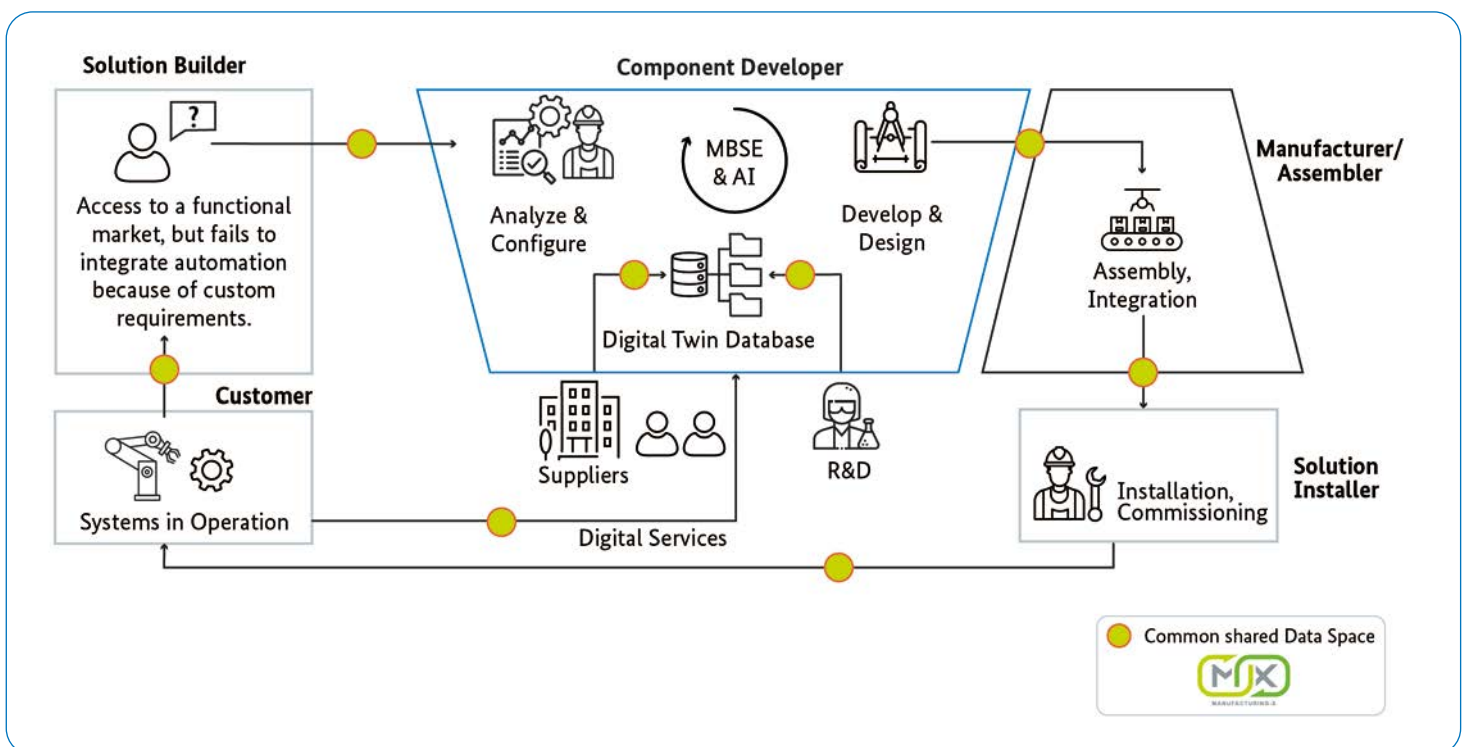 Solution Builder
?
Access to a functional
market, but fails to
integrate automation
because of custom
requirements.
Component Developer
Analyze &
Configure
MBSE
& AI
Develop &
Design
Digital Twin Database
Manufacturer/
Assembler
Assembly,
Integration
Customer
Systems in Operation
Suppliers
R&D
Digital Services
Solution
Installer
Installation,
Commissioning
Common shared Data Space
MX
MANUFACTURING-X